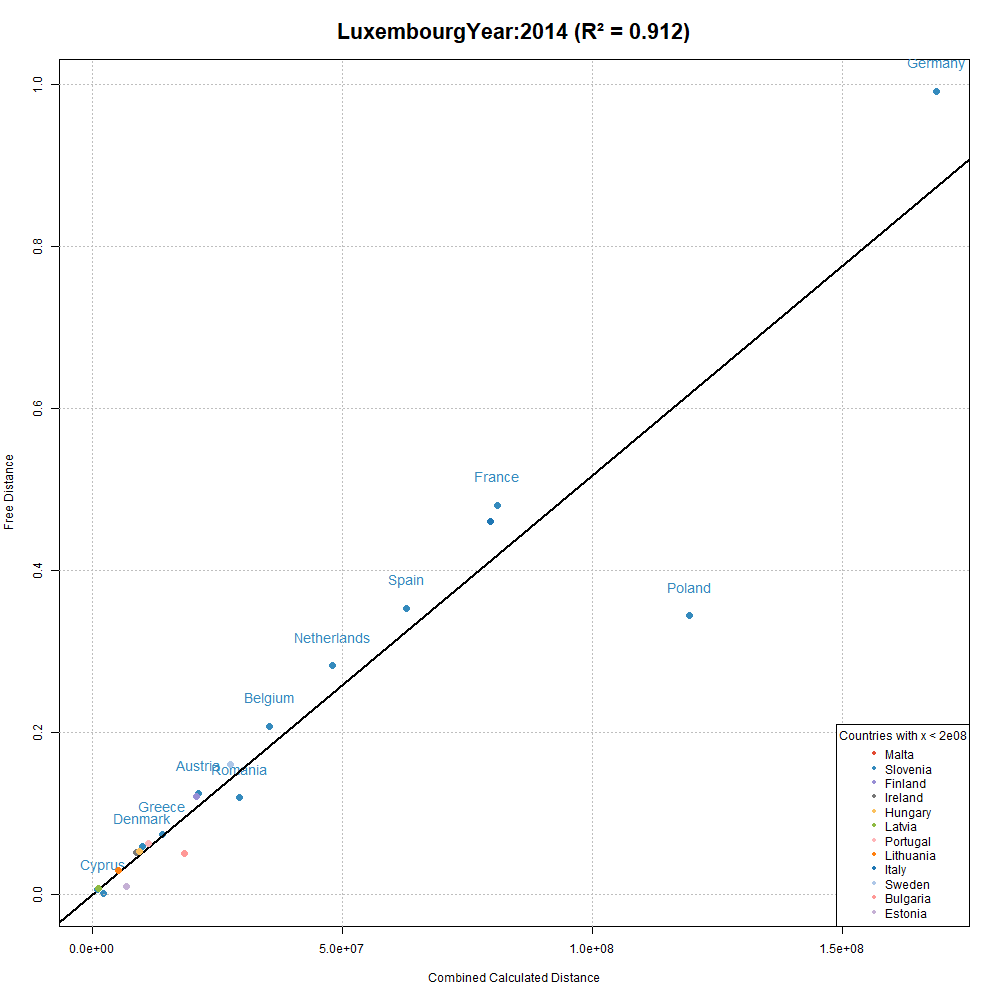 LuxembourgYear:2014 (R² = 0.912)
Germany
1.0
0.8
0.6
France
Free Distance
Spain
0.4
Poland
Netherlands
Belgium
0.2
Austria
Romania
Greece
Denmark
Cyprus
0.0
Countries with x < 2e08
Malta
Slovenia
Finland
Ireland
Hungary
Latvia
Portugal
Lithuania
Italy
Sweden
Bulgaria
Estonia
0.0e+00 5.0e+07 1.0e+08 1.5e+08
Combined Calculated Distance